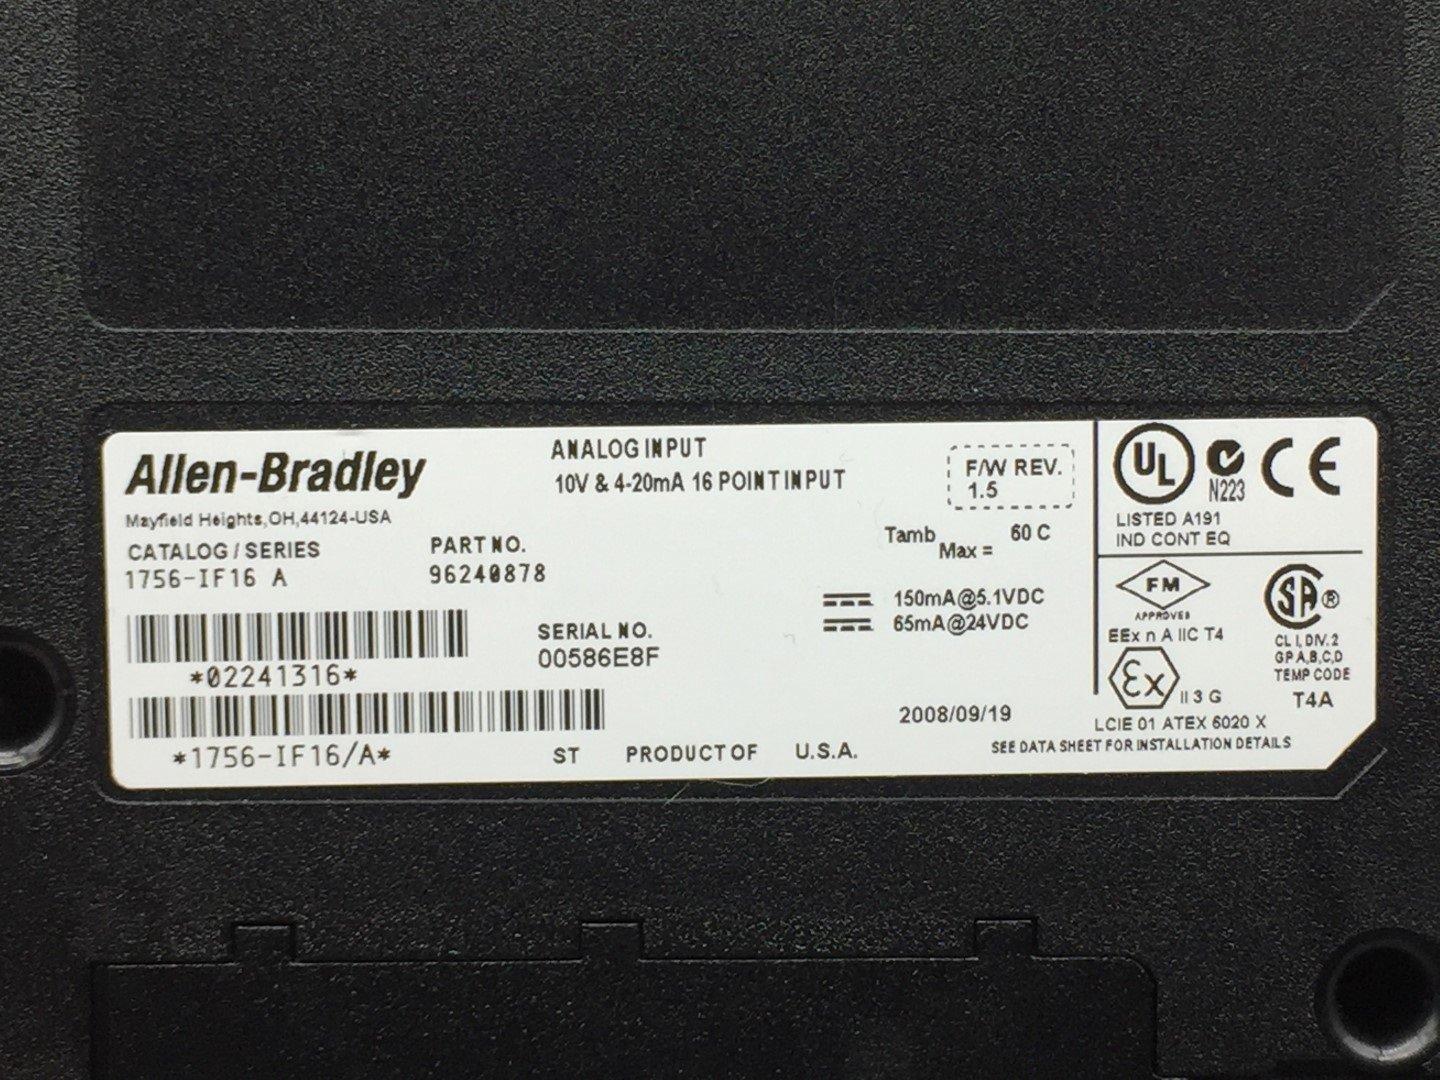 Allen-Bradley
Mayfield Heights,OH,44124-USA
CATALOG / SERIES
1756-IF16 A
PART NO.
96240878
ANALOG INPUT
10V & 4-20mA 16 POINT INPUT
F/W REV.
1.5
Tamb Max = 60 C
150mA@5.1VDC
65mA@24VDC
*02241316*
SERIAL NO.
00586E8F
*1756-IF16/A*
ST PRODUCT OF U.S.A.
2008/09/19
UL
N223
CE
LISTED A191
IND CONT EQ
FM
APPROVED
EEx n A IIC T4
Ex
II 3 G
LCIE 01 ATEX 6020 X
SEE DATA SHEET FOR INSTALLATION DETAILS
SA ®
CL I, DIV. 2
GP A,B,C,D
TEMP CODE
T4A